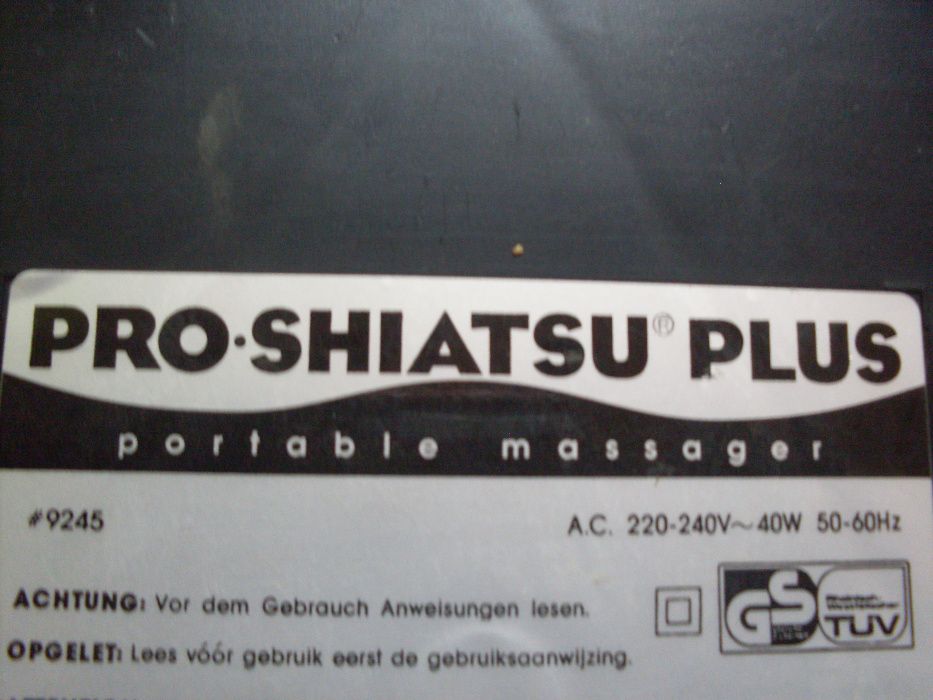 PRO·SHIATSU® PLUS
portable massager
#9245
A.C. 220-240V~40W 50-60Hz
ACHTUNG: Vor dem Gebrauch Anweisungen lesen.
GS
TÜV
OPGELET: Lees vóór gebruik eerst de gebruiksaanwijzing.